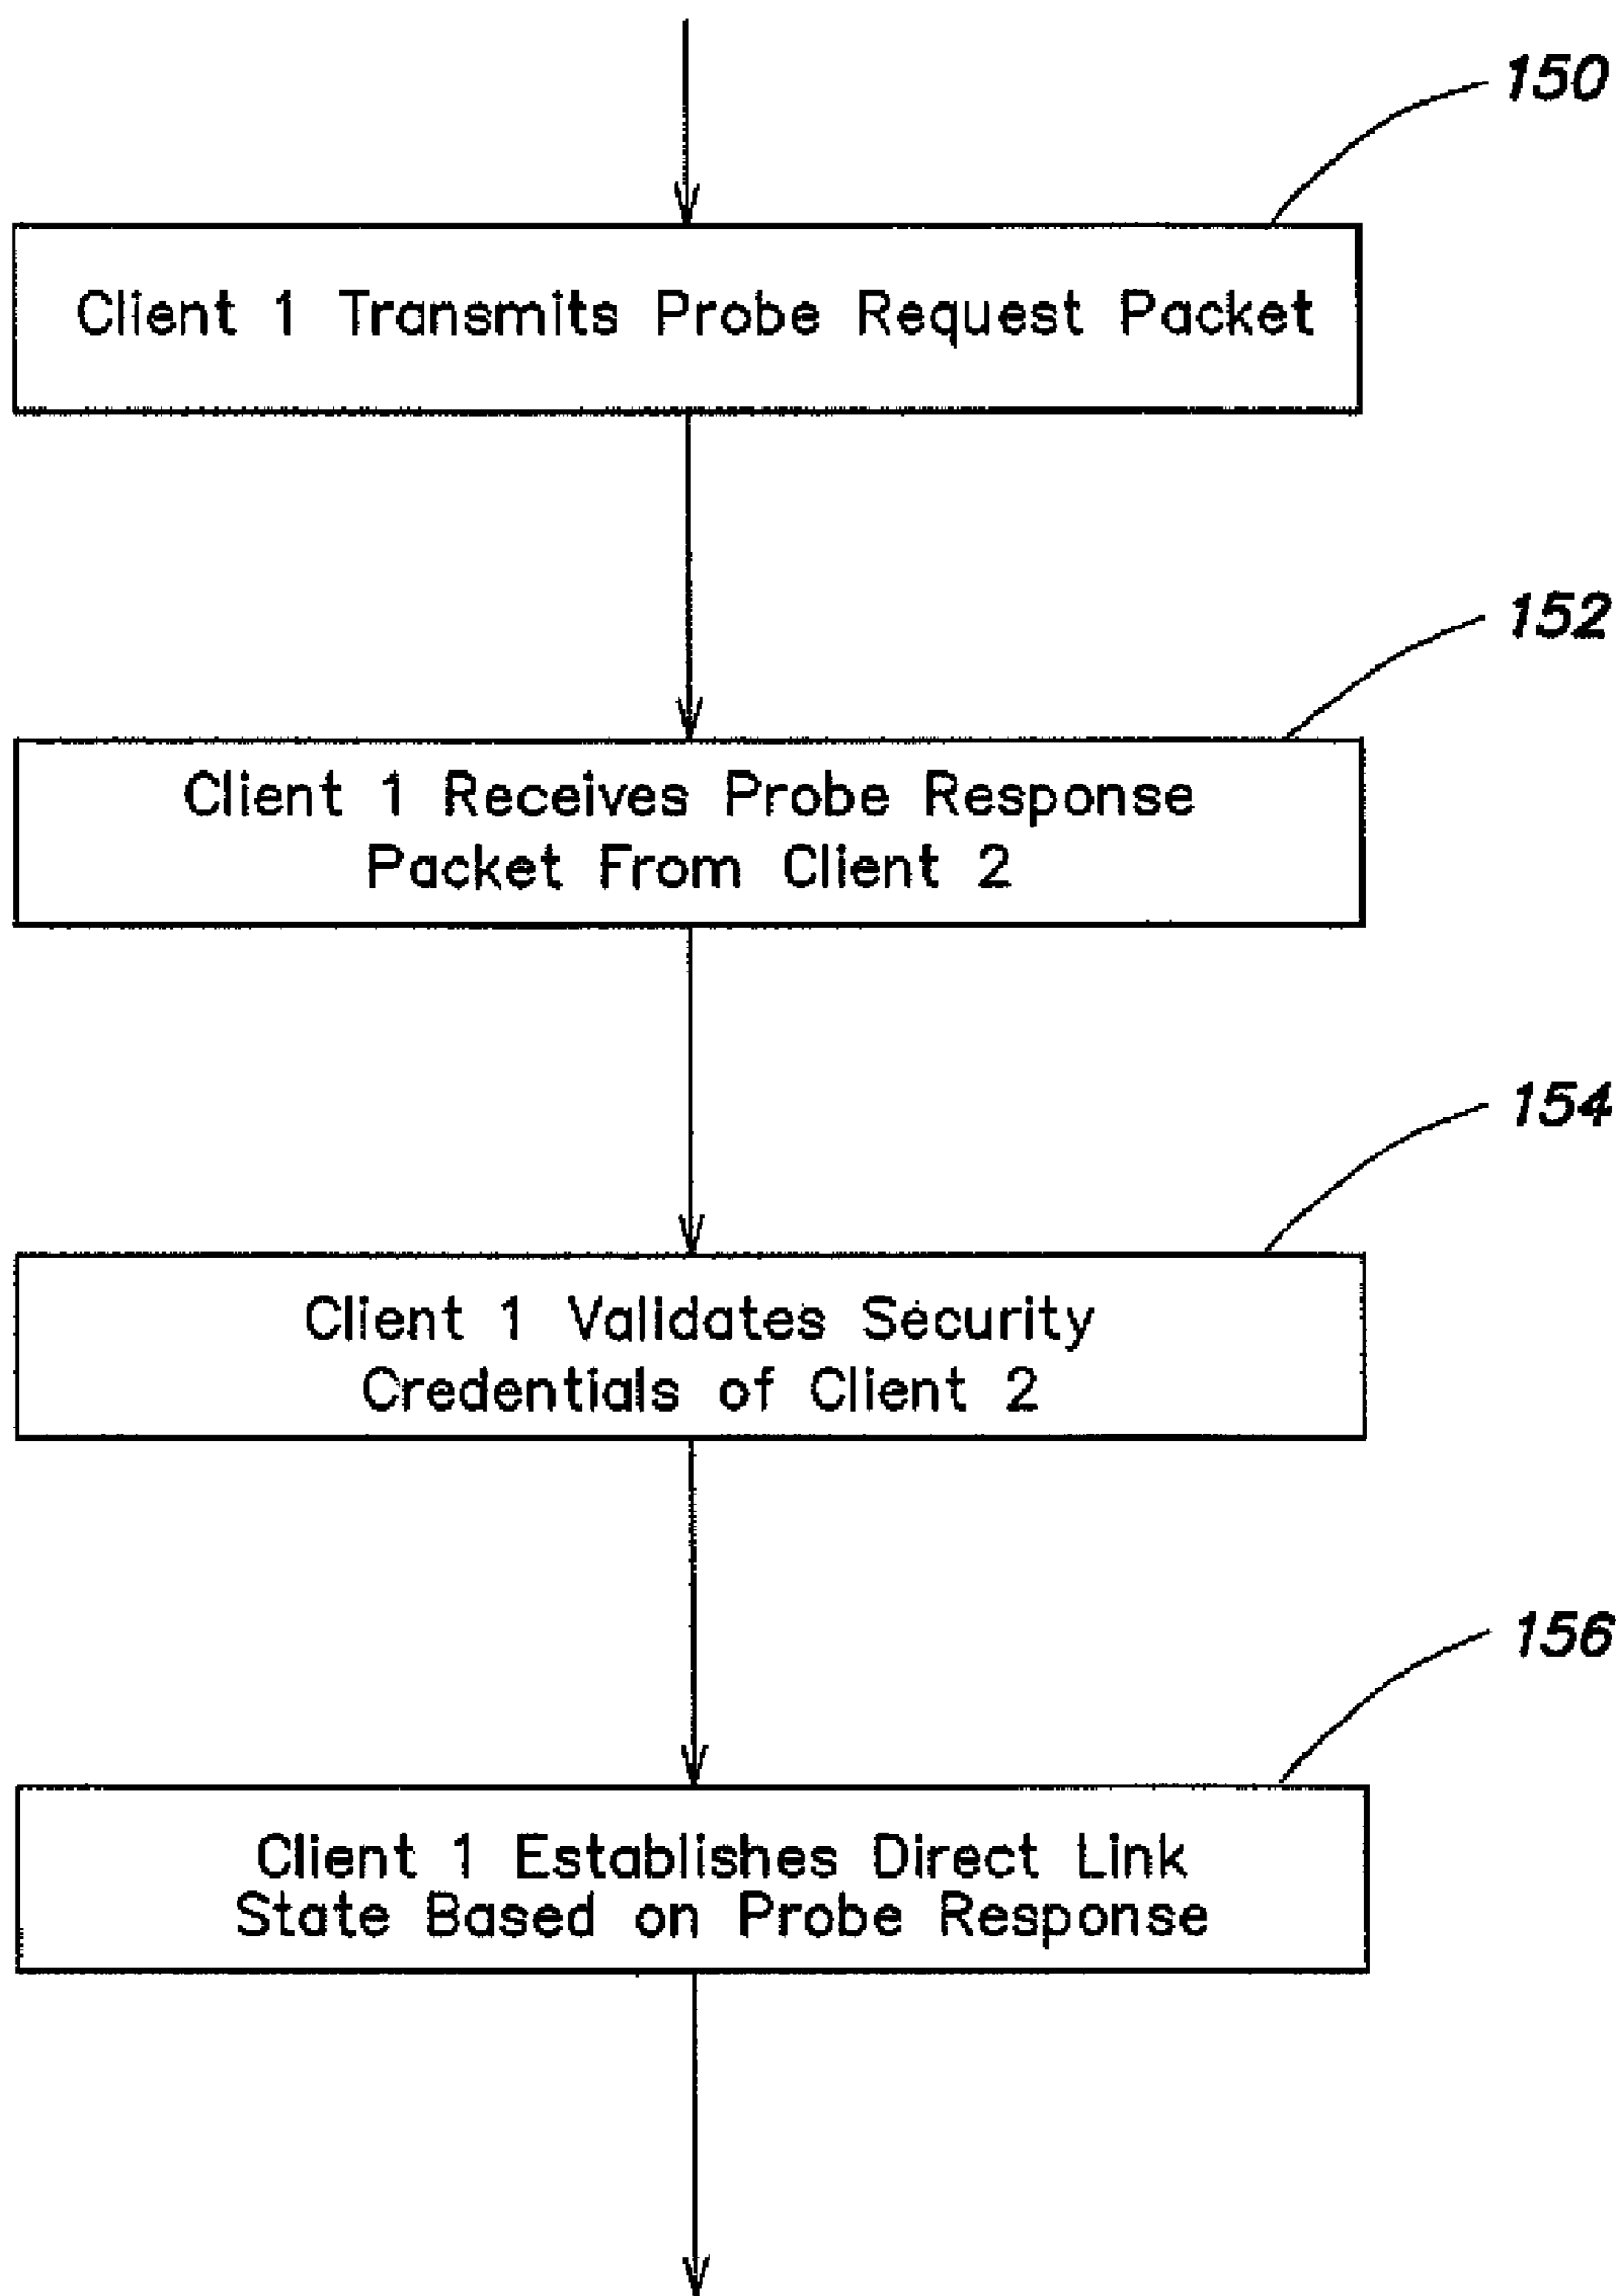 150
Client 1 Transmits Probe Request Packet
152
Client 1 Receives Probe Response
Packet From Client 2
154
Client 1 Validates Security
Credentials of Client 2
156
Client 1 Establishes Direct Link
State Based on Probe Response